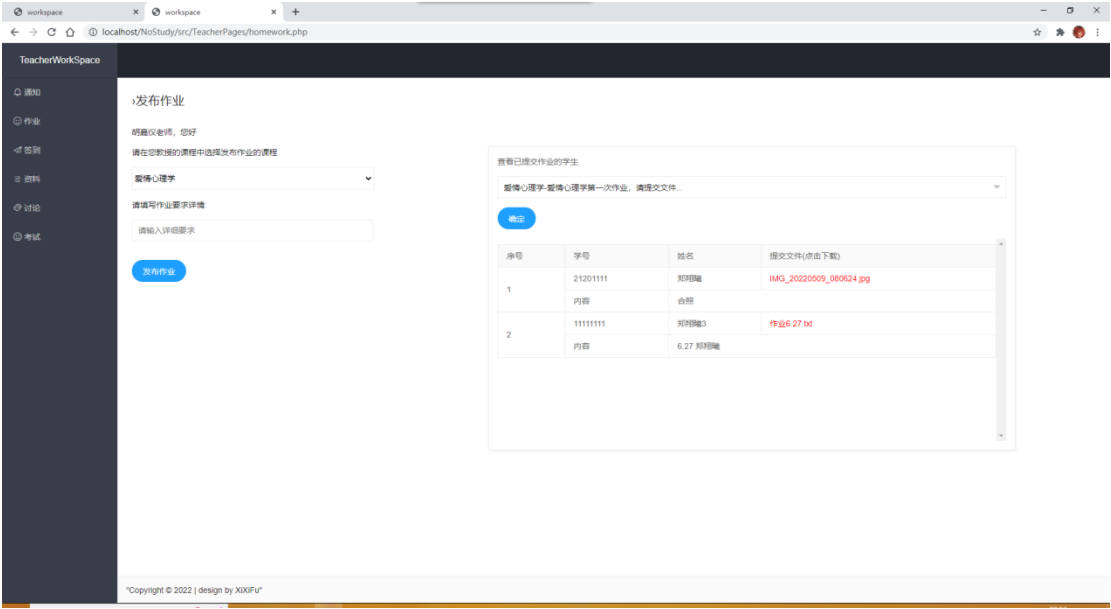 workspace
workspace
localhost/NoStudy/src/TeacherPages/homework.php
TeacherWorkSpace
通知
作业
签到
资料
讨论
考试
›发布作业
胡嘉仪老师，您好
请在您教授的课程中选择发布作业的课程
爱情心理学
请填写作业要求详情
请输入详细要求
发布作业
查看已提交作业的学生
爱情心理学-爱情心理学第一次作业，请提交文件...
确定
序号 学号 姓名 提交文件(点击下载)
1 21201111 郑翔曦 IMG_20220509_080624.jpg
内容 合照
2 11111111 郑翔曦3 作业6.27.txt
内容 6.27 郑翔曦
"Copyright © 2022 | design by XiXiFu"